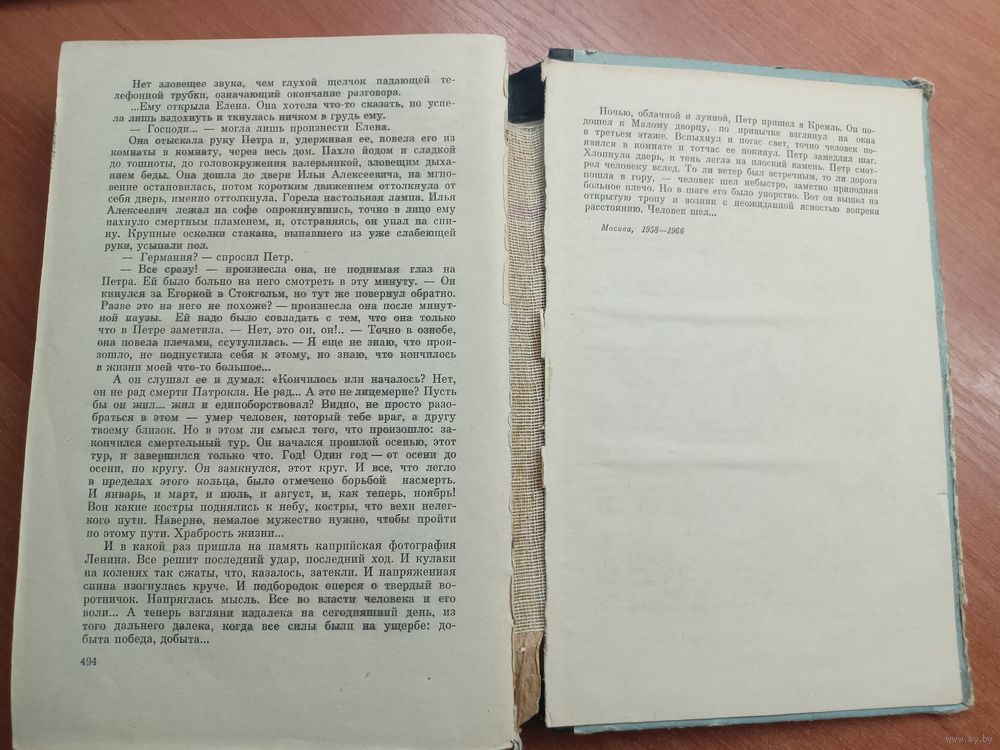 Нет зловещее звука, чем глухой щелчок падающей те-
лефонной трубки, означающий окончание разговора.
...Ему открыла Елена. Она хотела что-то сказать, но успе-
ла лишь вздохнуть и ткнулась ничком в грудь ему.
— Господи... — могла лишь произнести Елена.
Она отыскала руку Петра и, удерживая ее, повела его из
комнаты в комнату, через весь дом. Пахло йодом и сладкой
до тошноты, до головокружения валерьянкой, зловещим дыха-
нием беды. Она дошла до двери Ильи Алексеевича, на мгно-
вение остановилась, потом коротким движением оттолкнула от
себя дверь, именно оттолкнула. Горела настольная лампа. Илья
Алексеевич лежал на софе опрокинувшись, точно в лицо ему
пахнуло смертным пламенем, и, отстраняясь, он упал на спи-
ну. Крупные осколки стакана, выпавшего из уже слабеющей
руки, усыпали пол.
— Германия? — спросил Петр.
— Все сразу! — произнесла она, не поднимая глаз на
Петра. Ей было больно на него смотреть в эту минуту. — Он
кинулся за Егоркой в Стокгольм, но тут же повернул обратно.
Разве это на него не похоже? — произнесла она после минут-
ной паузы. Ей надо было совладать с тем, что она только
что в Петре заметила. — Нет, это он, он!.. — Точно в ознобе,
она повела плечами, ссутулилась. — Я еще не знаю, что прои-
зошло, не подпустила себя к этому, но знаю, что кончилось
в жизни моей что-то большое...
А он слушал ее и думал: «Кончилось или началось? Нет,
он не рад смерти Патрокла. Не рад... А это не лицемерие? Пусть
бы он жил... жил и единоборствовал? Видно, не просто разо-
браться в этом — умер человек, который тебе враг, а другу
твоему близок. Но в этом ли смысл того, что произошло: за-
кончился смертельный тур. Он начался прошлой осенью, этот
тур, и завершился только что. Год! Один год — от осени до
осени, по кругу. Он замкнулся, этот круг. И все, что легло
в пределах этого кольца, было отмечено борьбой насмерть.
И январь, и март, и июль, и август, и, как теперь, ноябрь!
Вон какие костры поднялись к небу, костры, что вехи нелег-
кого пути. Наверно, немалое мужество нужно, чтобы пройти
по этому пути. Храбрость жизни...
И в какой раз пришла на память каприйская фотография
Ленина. Все решит последний удар, последний ход. И кулаки
на коленях так сжаты, что, казалось, затекли. И напряженная
спина изогнулась круче. И подбородок оперся о твердый во-
ротничок. Напряглась мысль. Все во власти человека и его
воли... А теперь взгляни издалека на сегодняшний день, из
того дальнего далека, когда все силы были на ущербе: до-
быта победа, добыта...
494
Ночью, облачной и лунной, Петр пришел в Кремль. Он по-
дошел к Малому дворцу, по привычке взглянул на окна
в третьем этаже. Вспыхнул и погас свет, точно человек по-
явился в комнате и тотчас ее покинул. Петр замедлил шаг.
Хлопнула дверь, и тень легла на плоский камень. Петр смот-
рел человеку вслед. То ли ветер был встречным, то ли дорога
пошла в гору, — человек шел небыстро, заметно приподняв
больное плечо. Но в шаге его было упорство. Вот он вышел на
открытую тропу и возник с неожиданной ясностью вопреки
расстоянию. Человек шел...
Москва, 1958—1966
www.ay.by